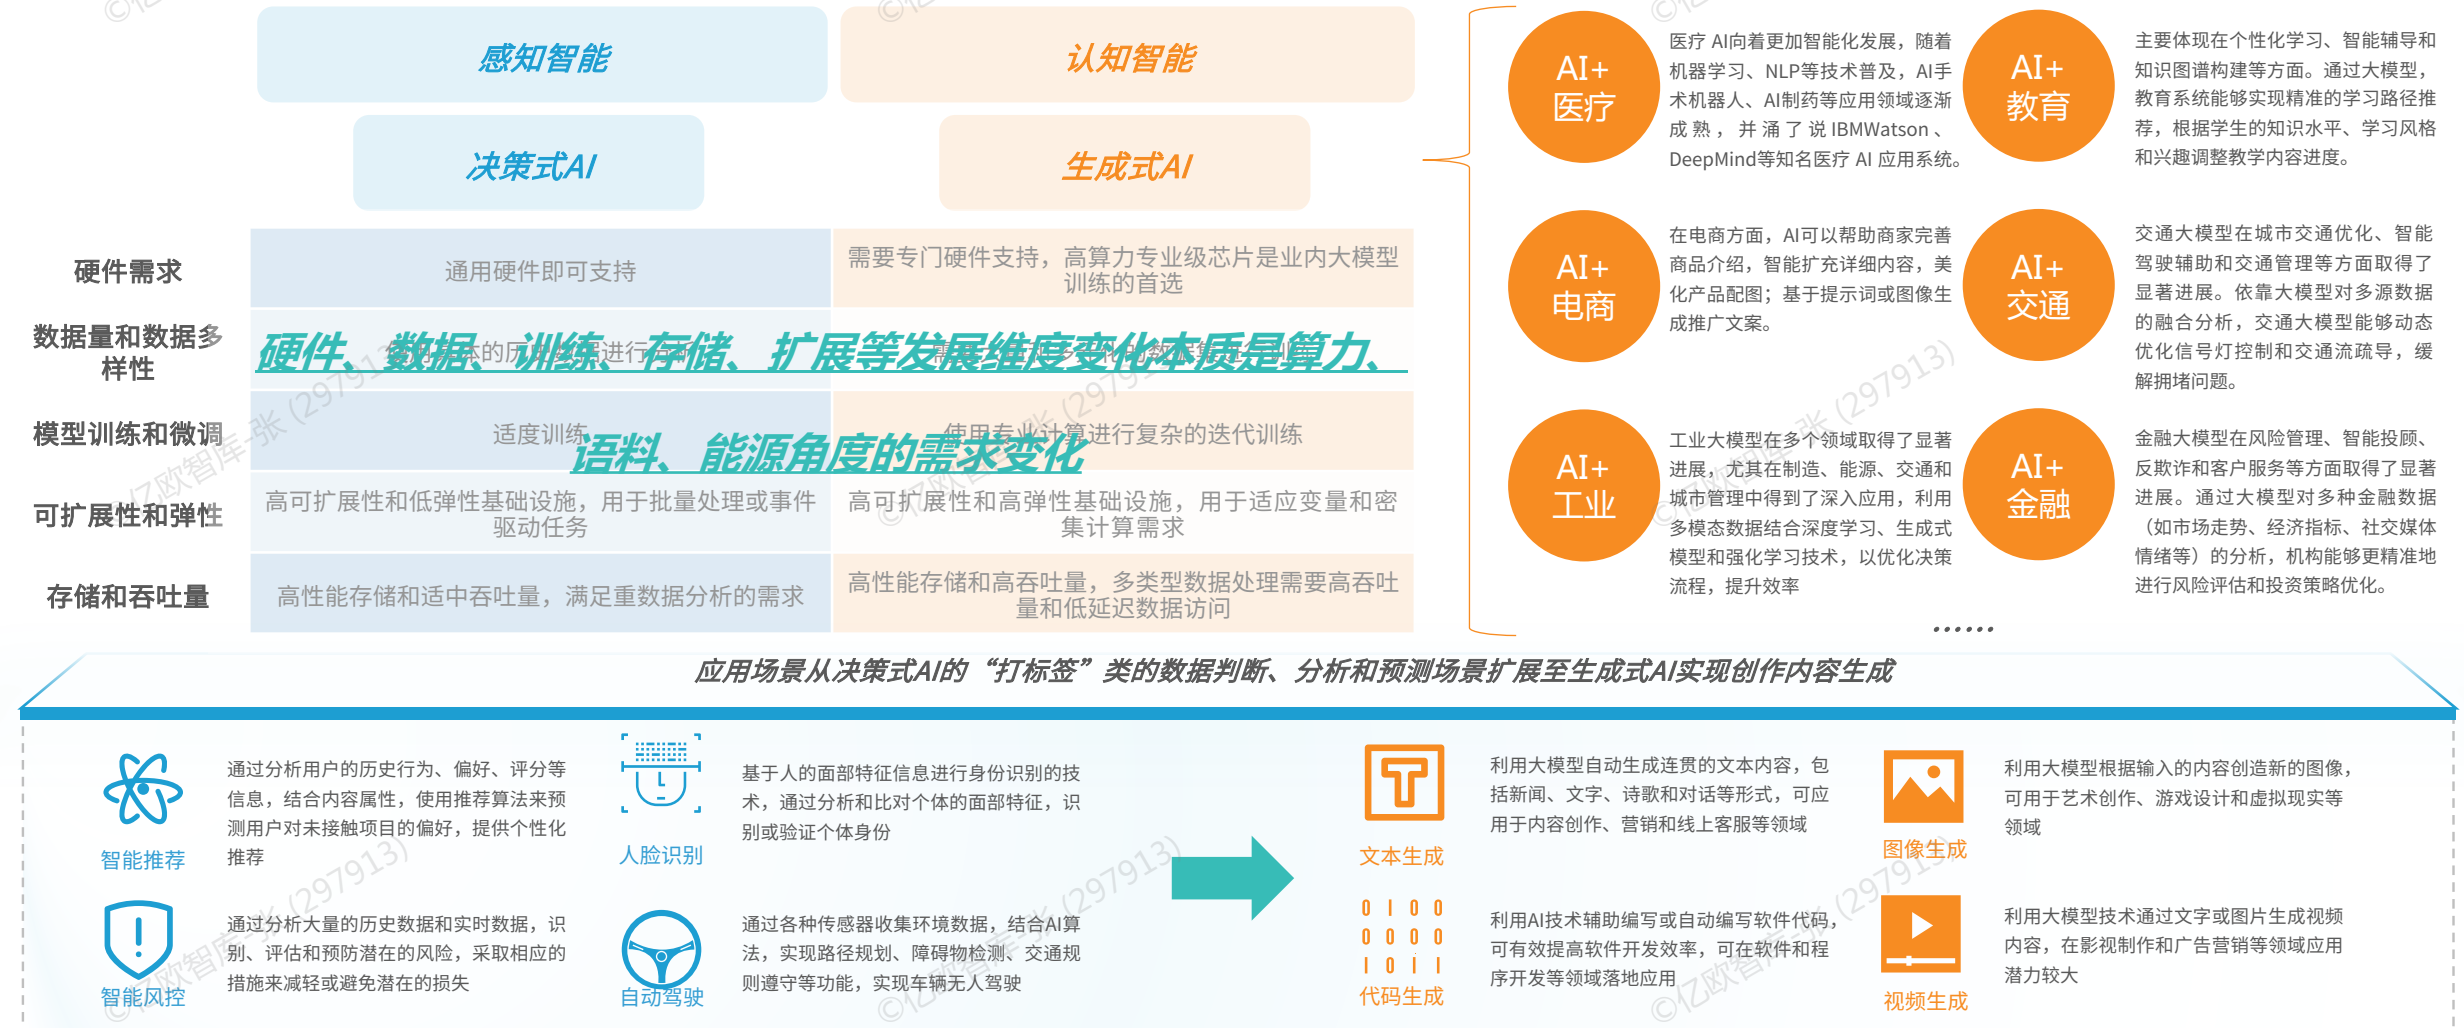 感知智能
认知智能
决策式AI
生成式AI
硬件需求
通用硬件即可支持
需要专门硬件支持，高算力专业级芯片是业内大模型
训练的首选
数据量和数据多
样性
硬件、数据、训练、存储、扩展等发展维度变化本质是算力、
模型训练和微调
适度训练
使用专业计算进行复杂的迭代训练
语料、能源角度的需求变化
可扩展性和弹性
高可扩展性和低弹性基础设施，用于批量处理或事件
驱动任务
高可扩展性和高弹性基础设施，用于适应变量和密
集计算需求
存储和吞吐量
高性能存储和适中吞吐量，满足重数据分析的需求
高性能存储和高吞吐量，多类型数据处理需要高吞吐
量和低延迟数据访问
AI+
医疗
医疗 AI向着更加智能化发展，随着
机器学习、NLP等技术普及，AI手
术机器人、AI制药等应用领域逐渐
成熟，并涌了说IBMWatson、
DeepMind等知名医疗 AI 应用系统。
AI+
教育
主要体现在个性化学习、智能辅导和
知识图谱构建等方面。通过大模型，
教育系统能够实现精准的学习路径推
荐，根据学生的知识水平、学习风格
和兴趣调整教学内容进度。
AI+
电商
在电商方面，AI可以帮助商家完善
商品介绍，智能扩充详细内容，美
化产品配图；基于提示词或图像生
成推广文案。
AI+
交通
交通大模型在城市交通优化、智能
驾驶辅助和交通管理等方面取得了
显著进展。依靠大模型对多源数据
的融合分析，交通大模型能够动态
优化信号灯控制和交通流疏导，缓
解拥堵问题。
AI+
工业
工业大模型在多个领域取得了显著
进展，尤其在制造、能源、交通和
城市管理中得到了深入应用，利用
多模态数据结合深度学习、生成式
模型和强化学习技术，以优化决策
流程，提升效率
AI+
金融
金融大模型在风险管理、智能投顾、
反欺诈和客户服务等方面取得了显著
进展。通过大模型对多种金融数据
（如市场走势、经济指标、社交媒体
情绪等）的分析，机构能够更精准地
进行风险评估和投资策略优化。
......
应用场景从决策式AI的“打标签”类的数据判断、分析和预测场景扩展至生成式AI实现创作内容生成
智能推荐
通过分析用户的历史行为、偏好、评分等
信息，结合内容属性，使用推荐算法来预
测用户对未接触项目的偏好，提供个性化
推荐
人脸识别
基于人的面部特征信息进行身份识别的技
术，通过分析和比对个体的面部特征，识
别或验证个体身份
文本生成
利用大模型自动生成连贯的文本内容，包
括新闻、文字、诗歌和对话等形式，可应
用于内容创作、营销和线上客服等领域
图像生成
利用大模型根据输入的内容创造新的图像，
可用于艺术创作、游戏设计和虚拟现实等
领域
智能风控
通过分析大量的历史数据和实时数据，识
别、评估和预防潜在的风险，采取相应的
措施来减轻或避免潜在的损失
自动驾驶
通过各种传感器收集环境数据，结合AI算
法，实现路径规划、障碍物检测、交通规
则遵守等功能，实现车辆无人驾驶
代码生成
利用AI技术辅助编写或自动编写软件代码，
可有效提高软件开发效率，可在软件和程
序开发等领域落地应用
视频生成
利用大模型技术通过文字或图片生成视频
内容，在影视制作和广告营销等领域应用
潜力较大
©亿欧智库-张 (297913)
©亿欧智库-张 (297913)
©亿欧智库-张 (297913)
©亿欧智库-张 (297913)
©亿欧智库-张 (297913)
©亿欧智库-张 (297913)